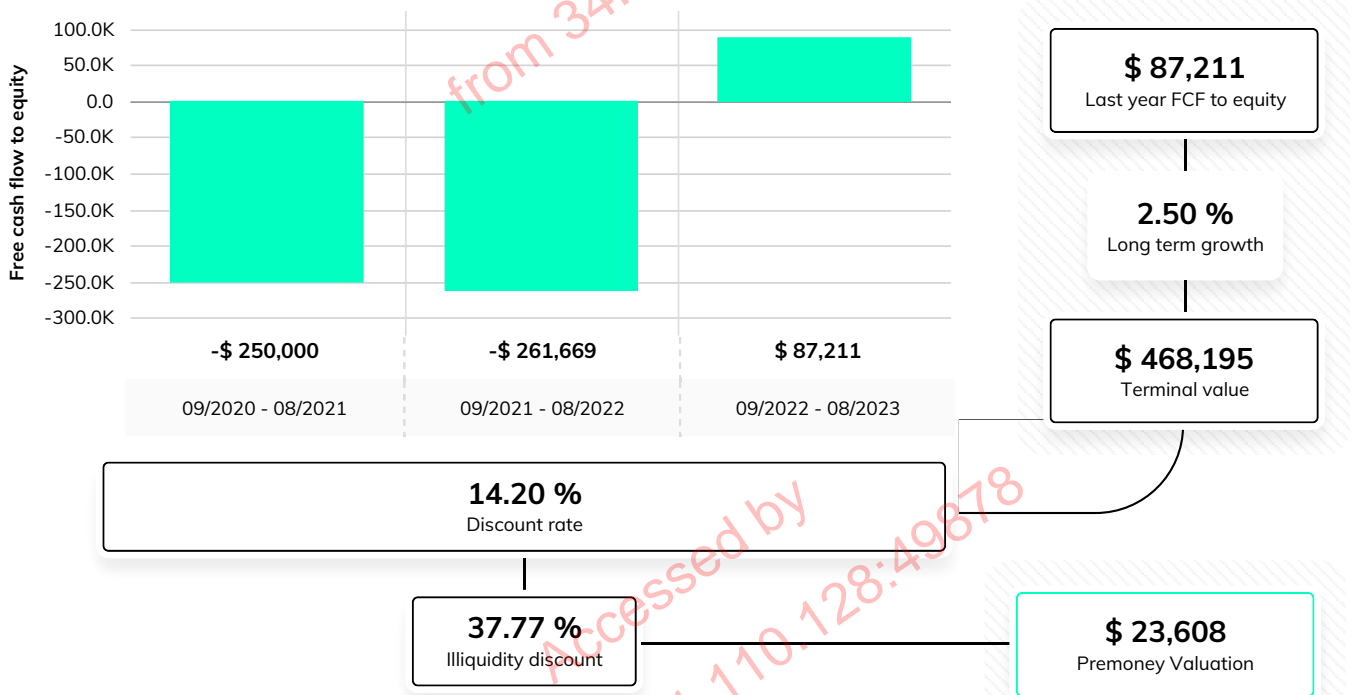 Free cash flow to equity
100.0K
50.0K
0.0
-50.0K
-100.0K
-150.0K
-200.0K
-250.0K
-300.0K
-$ 250,000
-$ 261,669
$ 87,211
09/2020 - 08/2021
09/2021 - 08/2022
09/2022 - 08/2023
$ 87,211
Last year FCF to equity
2.50 %
Long term growth
$ 468,195
Terminal value
14.20 %
Discount rate
37.77 %
Illiquidity discount
$ 23,608
Premoney Valuation
from 34.
Accessed by
.110.128:49878